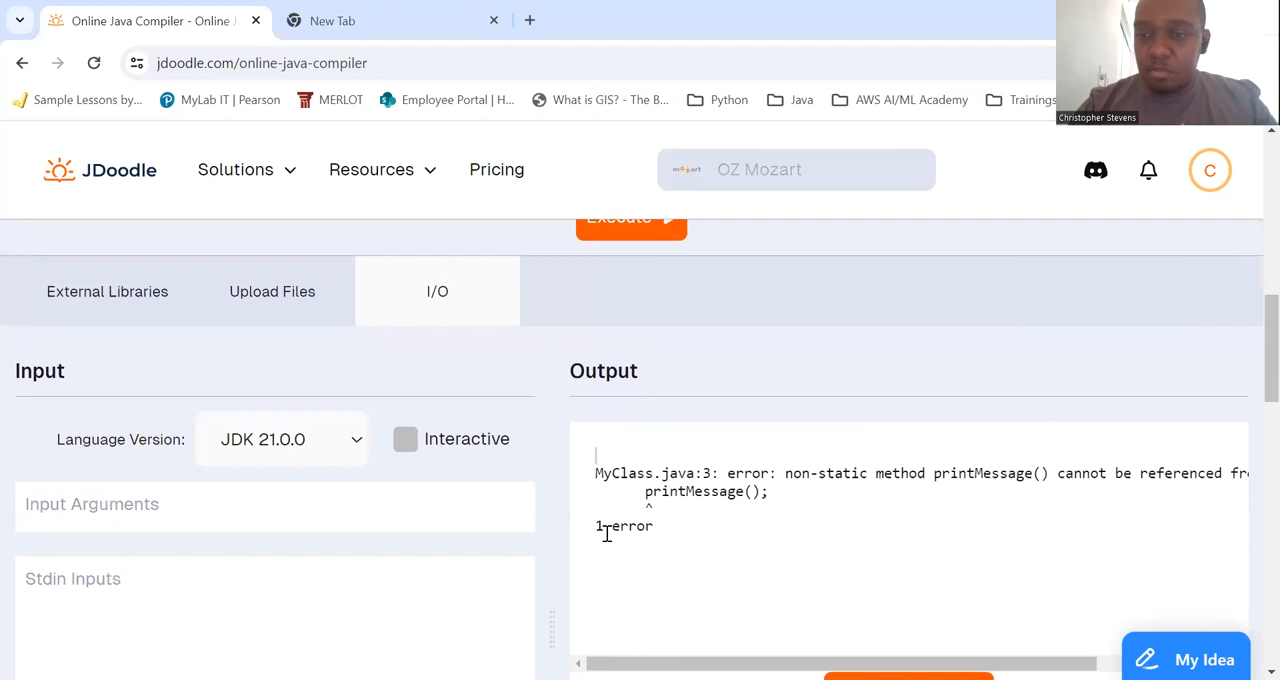 Online Java Compiler - Online
New Tab
jdoodle.com/online-java-compiler
Sample Lessons by...
MyLab IT | Pearson
MERLOT
Employee Portal | H...
What is GIS? - The B...
Python
Java
AWS AI/ML Academy
Trainings
Christopher Stevens
JDoodle
Solutions
Resources
Pricing
mozart
OZ Mozart
C
Execute
External Libraries
Upload Files
I/O
Input
Output
Language Version:
JDK 21.0.0
Interactive
MyClass.java:3: error: non-static method printMessage() cannot be referenced
printMessage();
^
1 error
Input Arguments
Stdin Inputs
My Idea